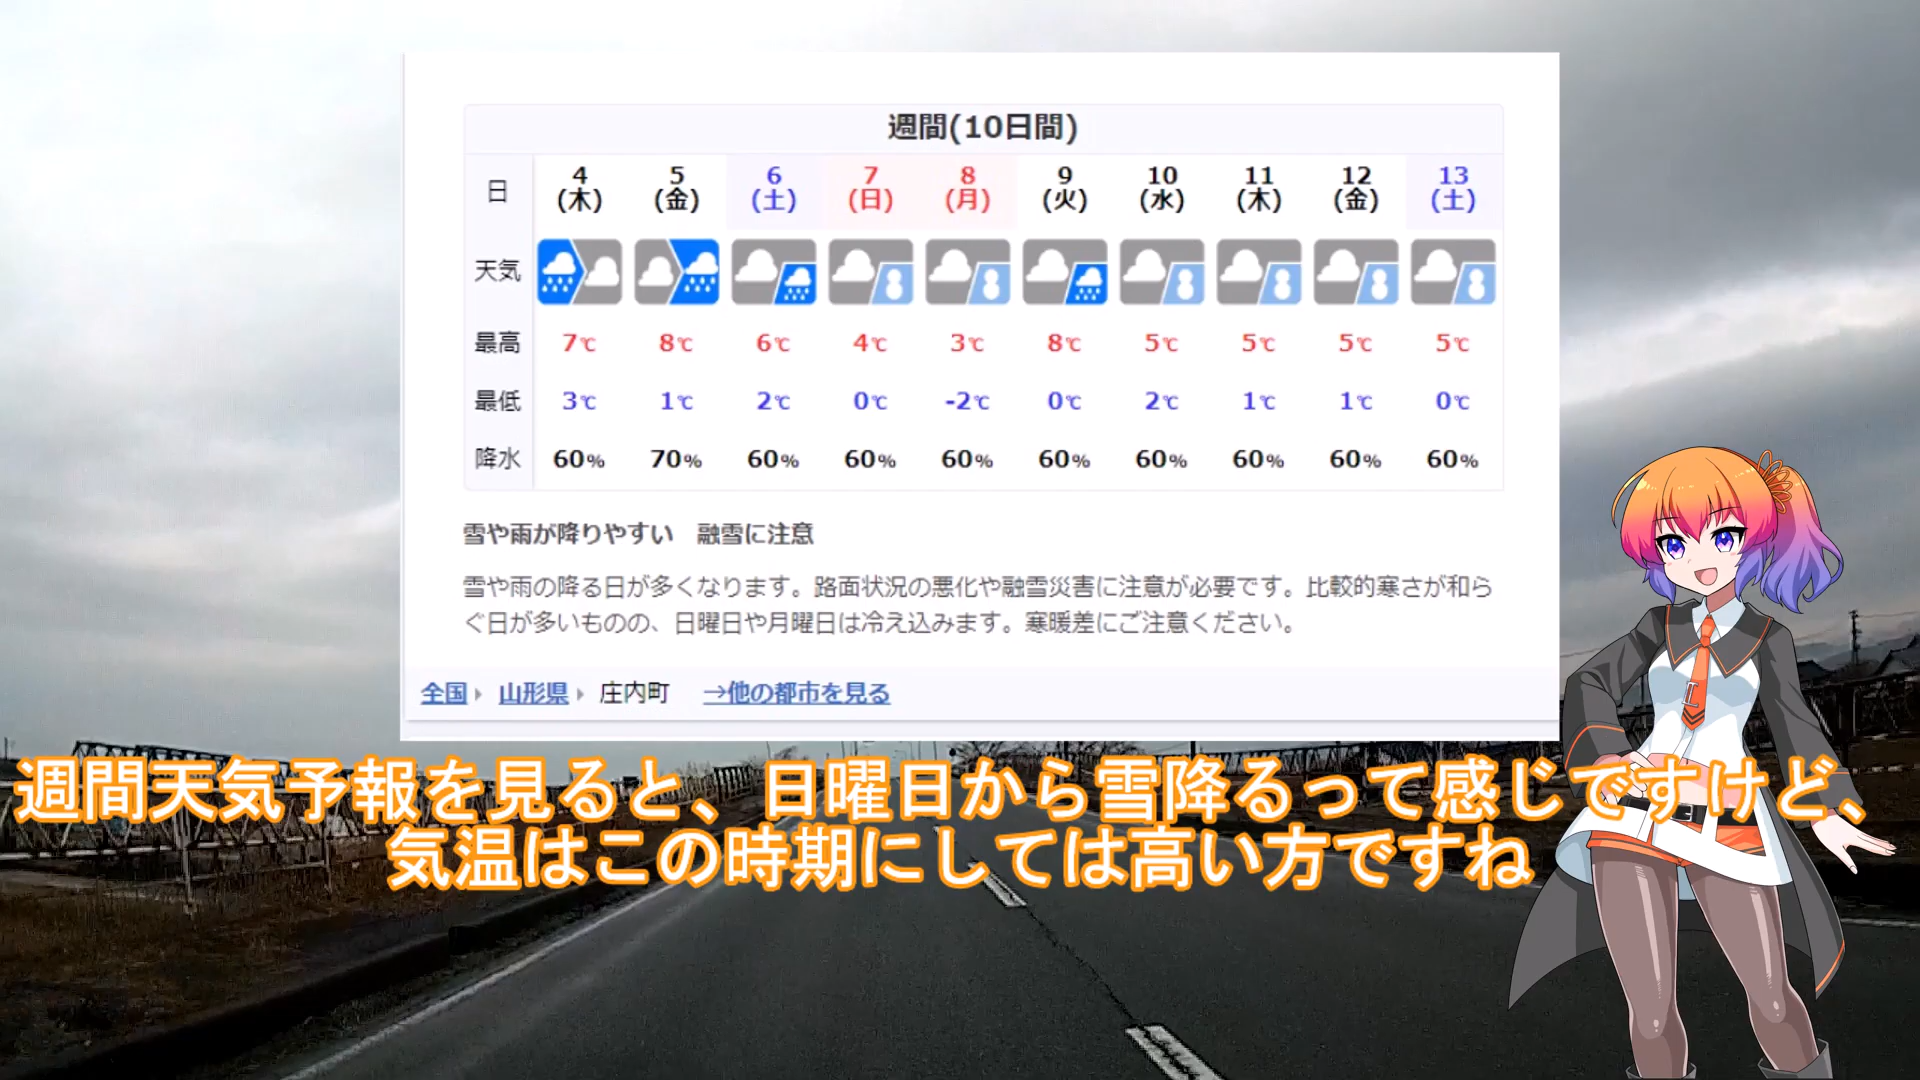 週間(10日間)
日 4 5 6 7 8 9 10 11 12 13
(木) (金) (土) (日) (月) (火) (水) (木) (金) (土)
天気
最高 7℃ 8℃ 6℃ 4℃ 3℃ 8℃ 5℃ 5℃ 5℃ 5℃
最低 3℃ 1℃ 2℃ 0℃ -2℃ 0℃ 2℃ 1℃ 1℃ 0℃
降水 60% 70% 60% 60% 60% 60% 60% 60% 60% 60%
雪や雨が降りやすい 融雪に注意
雪や雨の降る日が多くなります。路面状況の悪化や融雪災害に注意が必要です。比較的寒さが和ら
ぐ日が多いものの、日曜日や月曜日は冷え込みます。寒暖差にご注意ください。
全国 山形県 庄内町 →他の都市を見る
週間天気予報を見ると、日曜日から雪降るって感じですけど、
気温はこの時期にしては高い方ですね